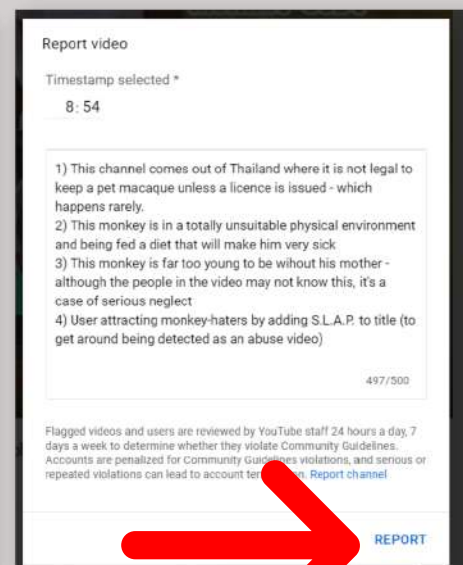 Report video
Timestamp selected *
8: 54
1) This channel comes out of Thailand where it is not legal to
keep a pet macaque unless a licence is issued - which
happens rarely.
2) This monkey is in a totally unsuitable physical environment
and being fed a diet that will make him very sick
3) This monkey is far too young to be wihout his mother -
although the people in the video may not know this, it's a
case of serious neglect
4) User attracting monkey-haters by adding S.L.A.P. to title (to
get around being detected as an abuse video)
497/500
Flagged videos and users are reviewed by YouTube staff 24 hours a day, 7
days a week to determine whether they violate Community Guidelines.
Accounts are penalized for Community Guidelines violations, and serious or
repeated violations can lead to account Report channel
REPORT